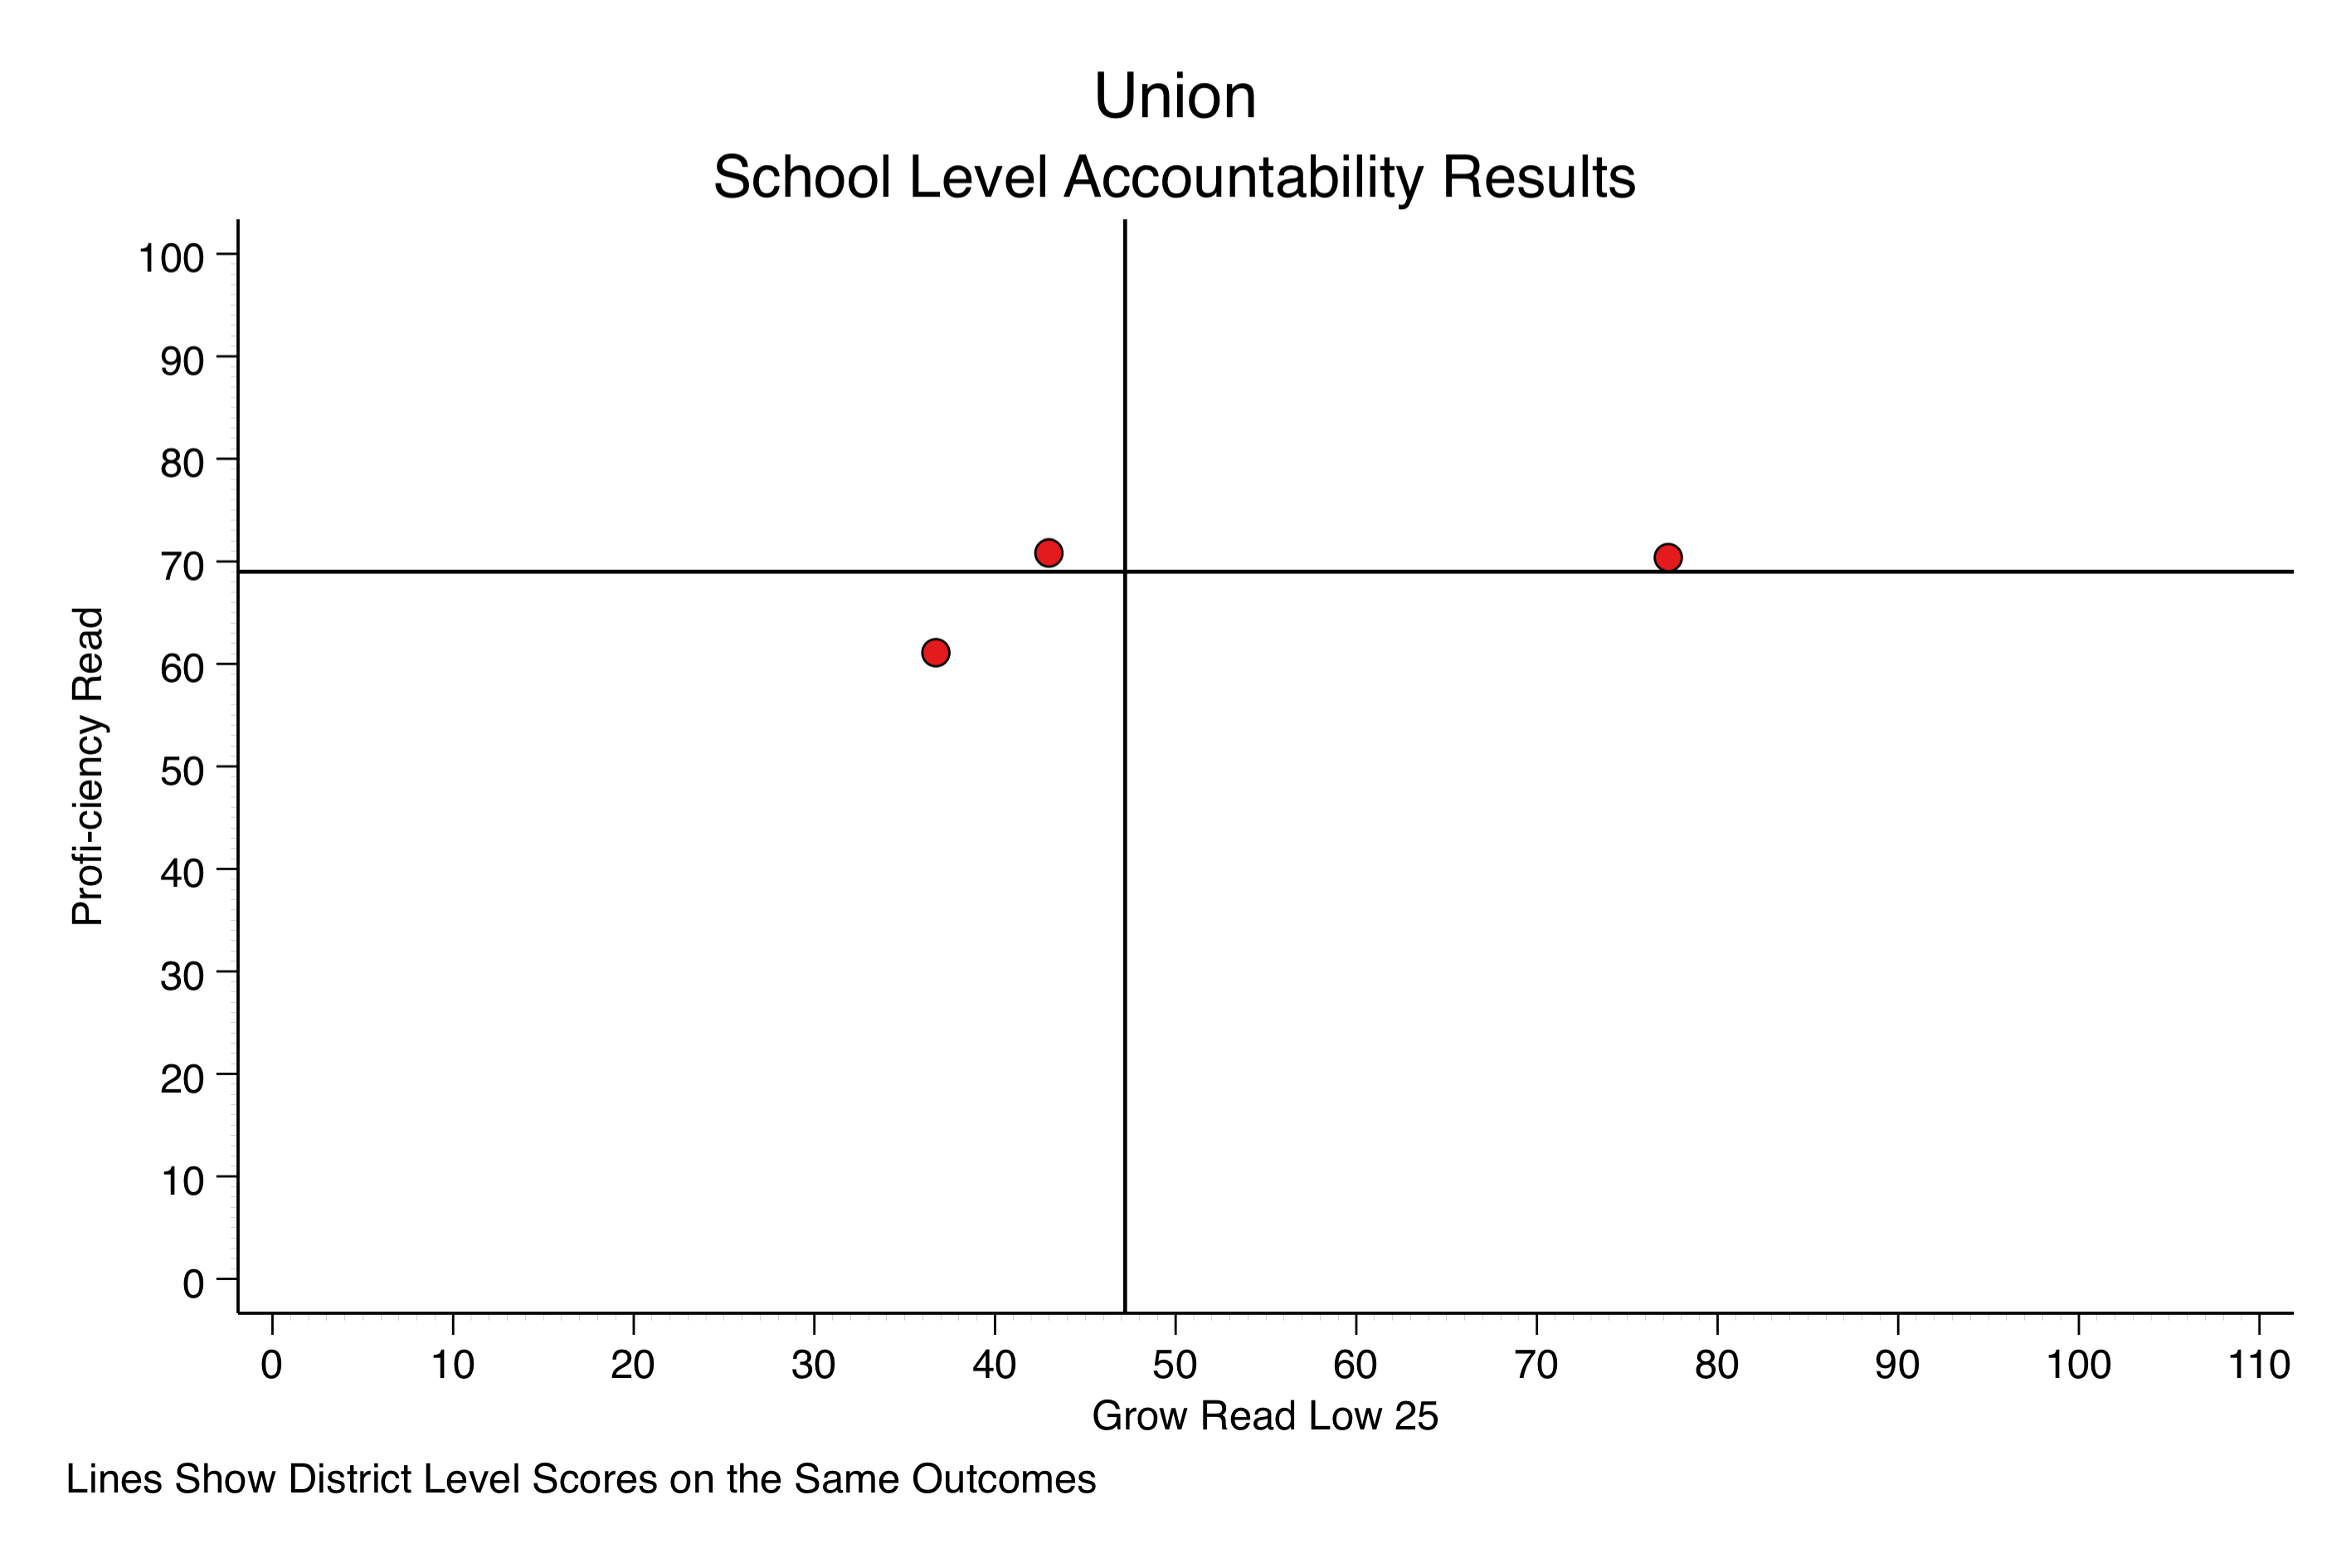 Union
School Level Accountability Results
100
90
80
70
60
50
40
30
20
10
0
Profi-ciency Read
0 10 20 30 40 50 60 70 80 90 100 110
Grow Read Low 25
Lines Show District Level Scores on the Same Outcomes